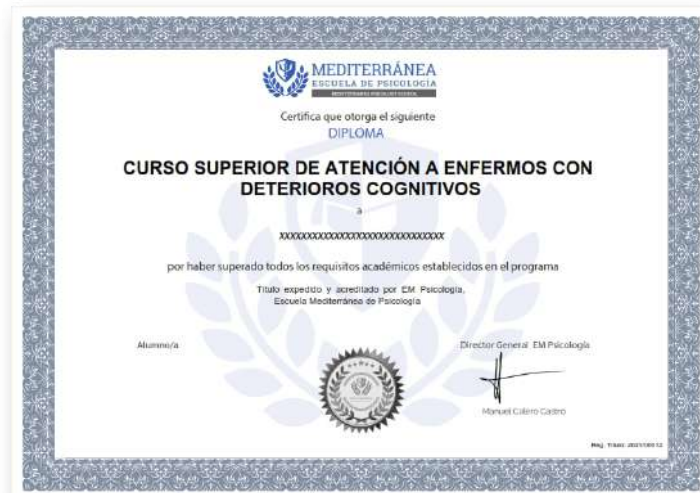 MEDITERRÁNEA
ESCUELA DE PSICOLOGÍA
Certifica que otorga el siguiente
DIPLOMA
CURSO SUPERIOR DE ATENCIÓN A ENFERMOS CON
DETERIOROS COGNITIVOS
a
por haber superado todos los requisitos académicos establecidos en el programa
Título expedido y acreditado por EM Psicología,
Escuela Mediterránea de Psicología
Alumno/a
Director General EM Psicología
Manuel Calero Castro